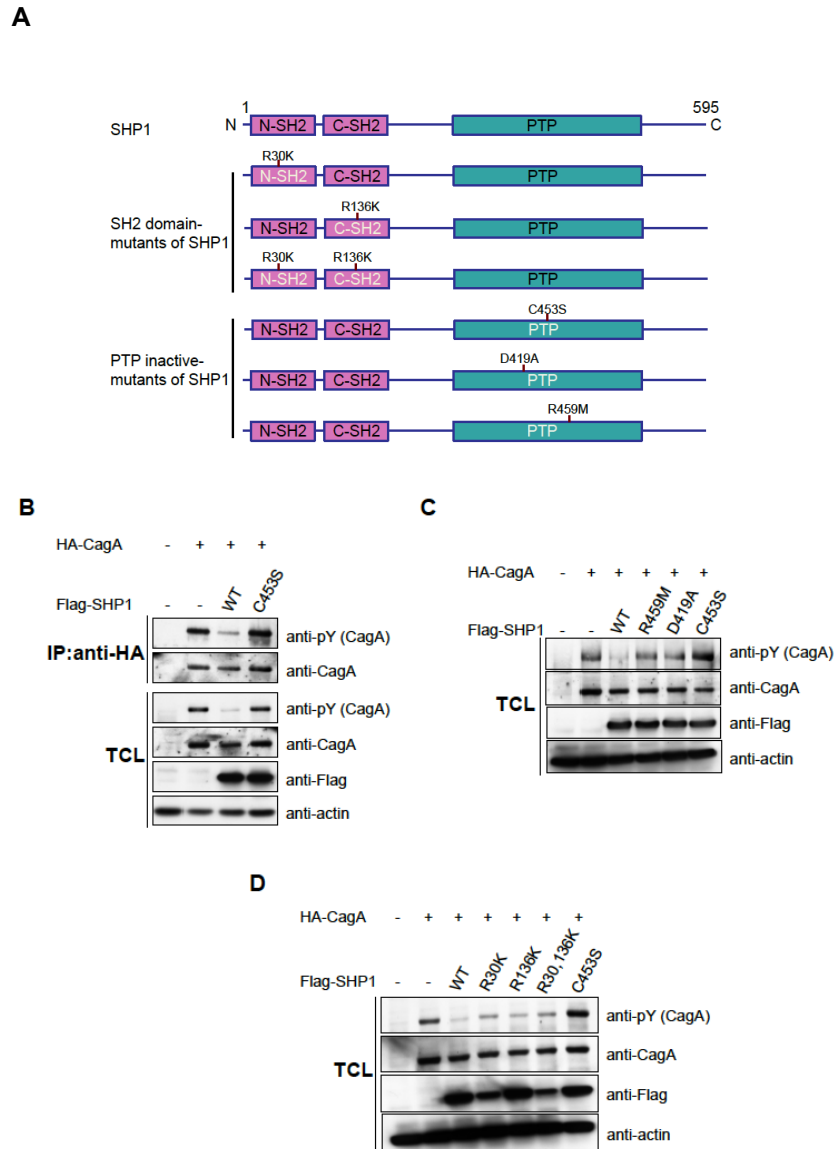 A
1 595
SHP1 N N-SH2 C-SH2 PTP C
R30K
N-SH2 C-SH2 PTP
SH2 domain-
mutants of SHP1
R136K
N-SH2 C-SH2 PTP
R30K R136K
N-SH2 C-SH2 PTP
PTP inactive-
mutants of SHP1
C453S
N-SH2 C-SH2 PTP
D419A
N-SH2 C-SH2 PTP
R459M
N-SH2 C-SH2 PTP
B
HA-CagA - + + +
Flag-SHP1 - - WT C453S
IP:anti-HA
anti-pY (CagA)
anti-CagA
TCL
anti-pY (CagA)
anti-CagA
anti-Flag
anti-actin
C
HA-CagA - + + + + +
Flag-SHP1 - - WT R459M D419A C453S
TCL
anti-pY (CagA)
anti-CagA
anti-Flag
anti-actin
D
HA-CagA - + + + + + +
Flag-SHP1 - - WT R30K R136K R30,136K C453S
TCL
anti-pY (CagA)
anti-CagA
anti-Flag
anti-actin